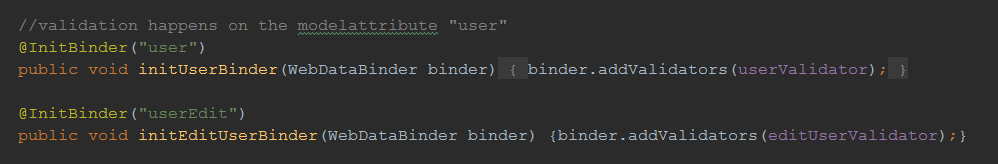 //validation happens on the modelattribute "user"
@InitBinder("user")
public void initUserBinder(WebDataBinder binder) { binder.addValidators(userValidator); }
@InitBinder("userEdit")
public void initEditUserBinder(WebDataBinder binder) {binder.addValidators(editUserValidator);}